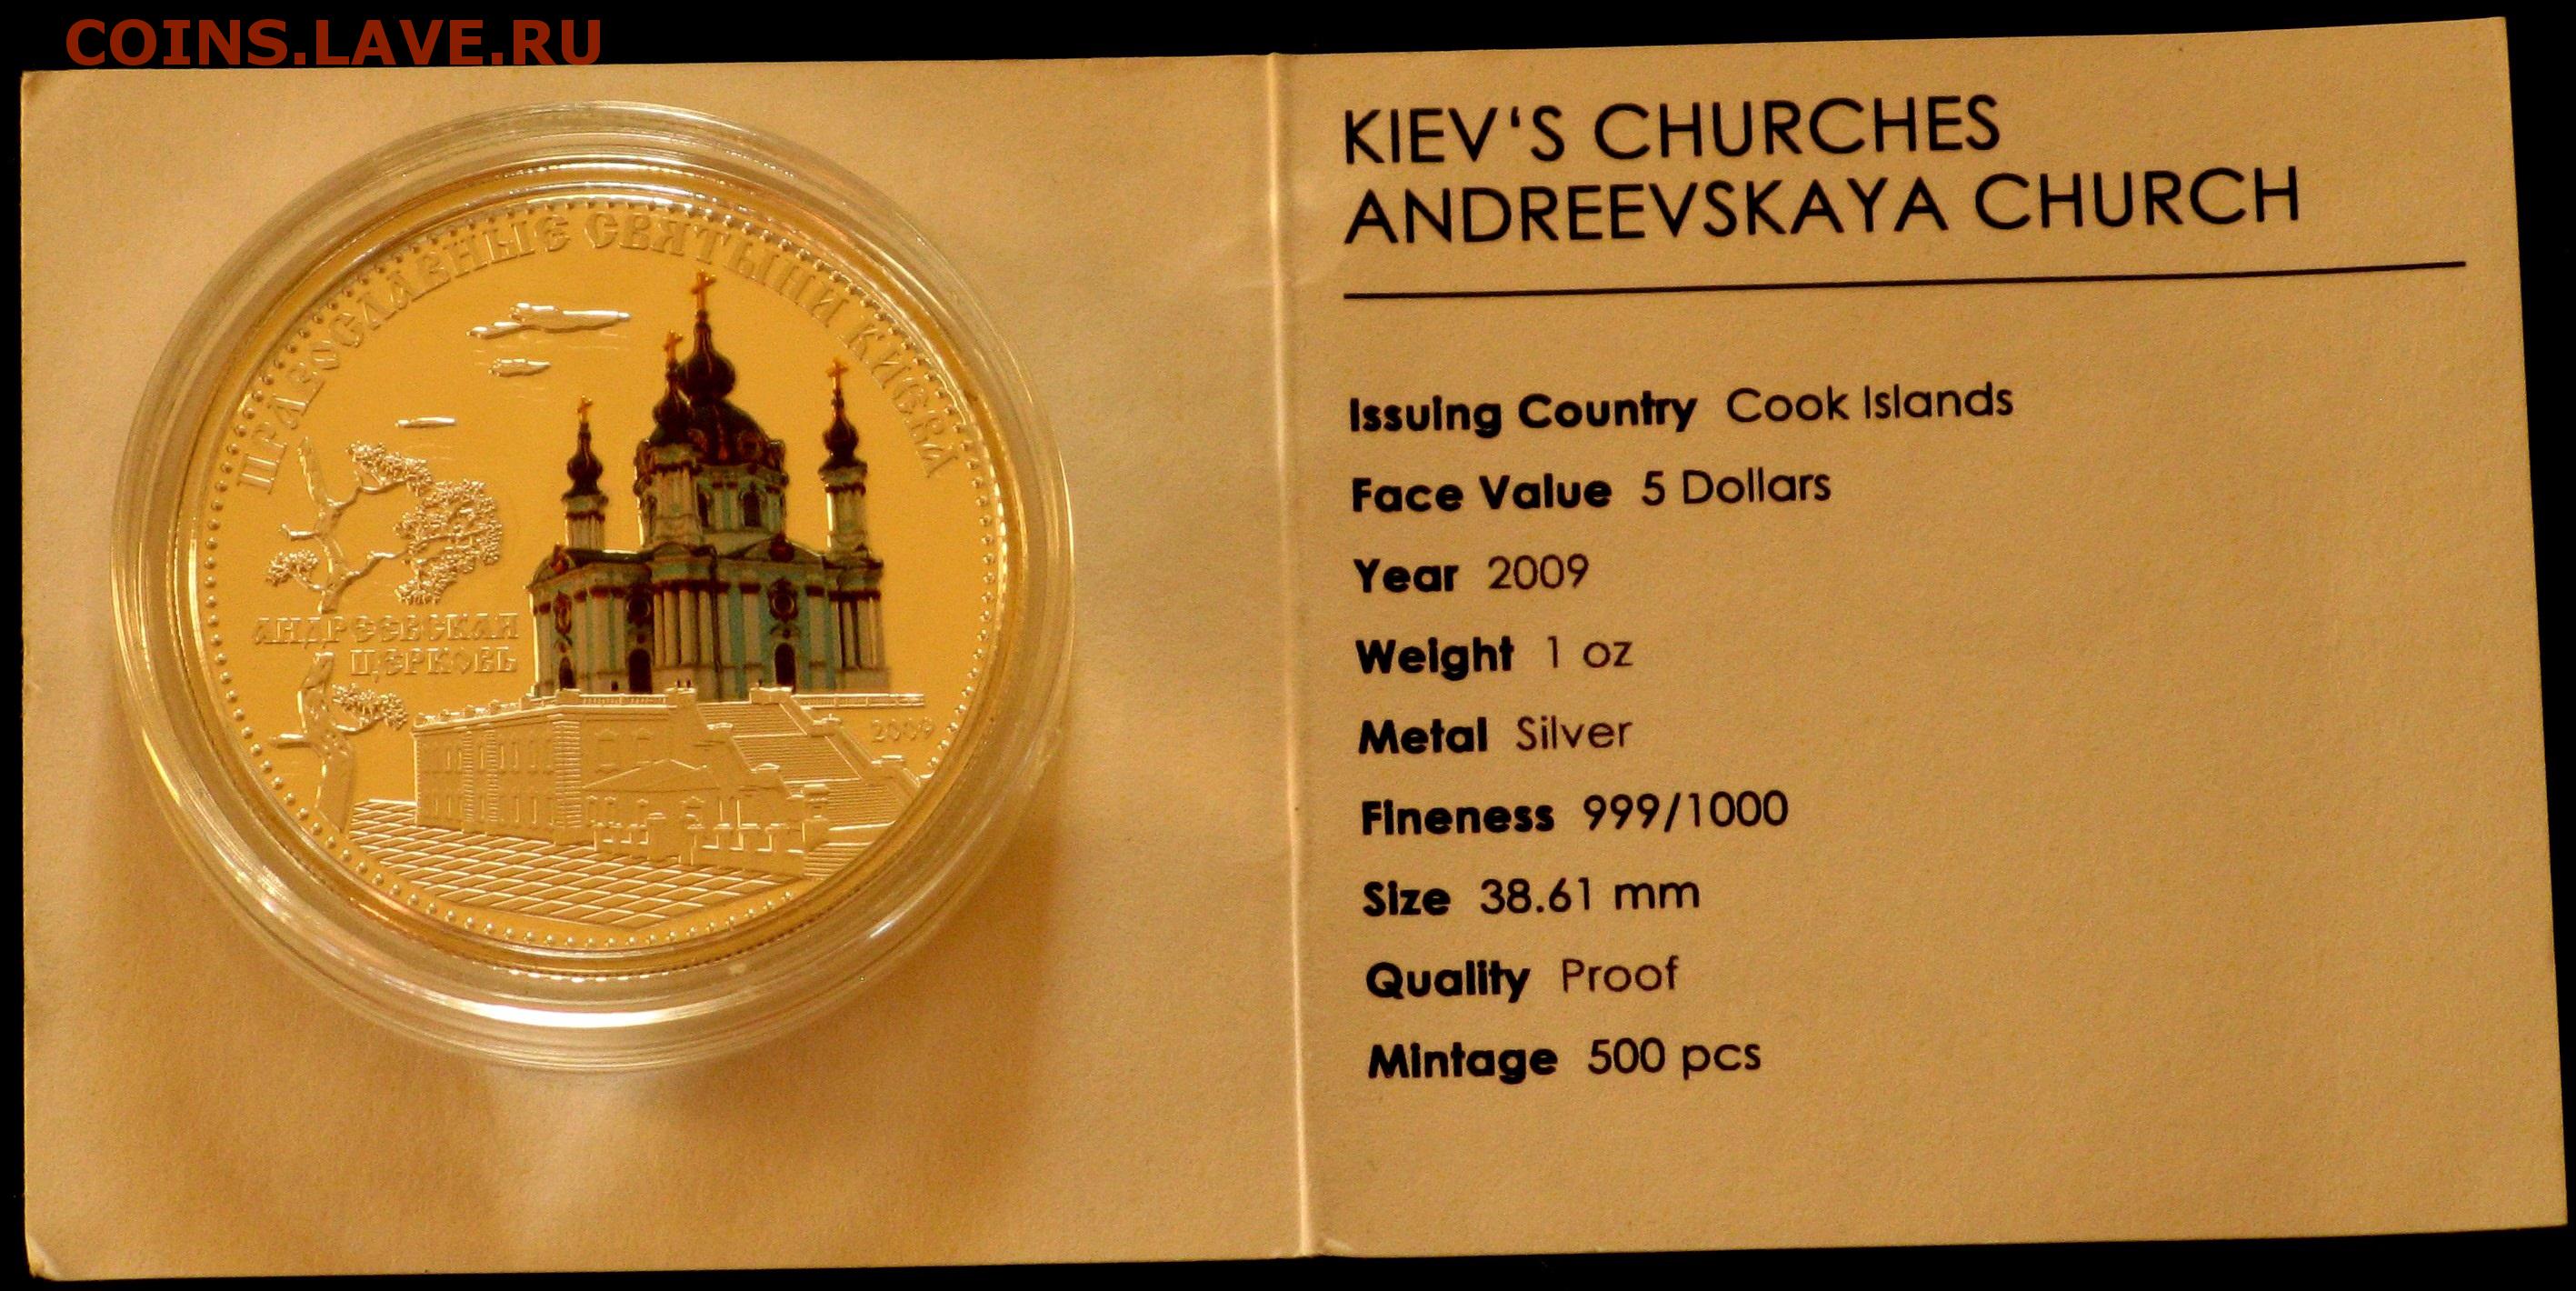 COINS.LAVE.RU
ПРАВОСЛАВНЫЕ СВЯТЫНИ КИЕВА
АНДРЕЕВСКАЯ
ЦЕРКОВЬ
2009
KIEV‘S CHURCHES
ANDREEVSKAYA CHURCH
Issuing Country Cook Islands
Face Value 5 Dollars
Year 2009
Weight 1 oz
Metal Silver
Fineness 999/1000
Size 38.61 mm
Quality Proof
Mintage 500 pcs